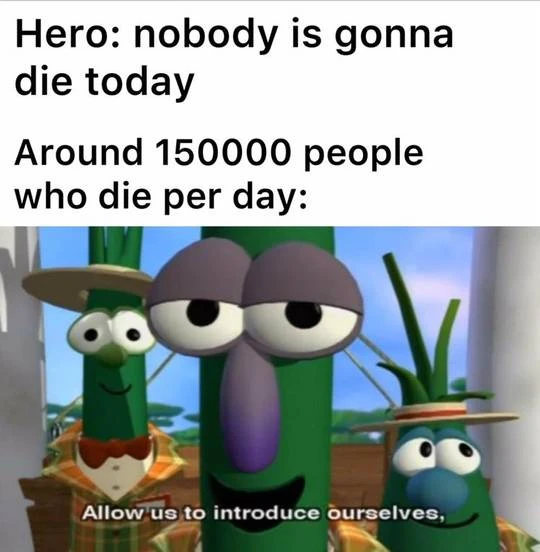 Hero: nobody is gonna
die today
Around 150000 people
who die per day:
Allow us to introduce ourselves,